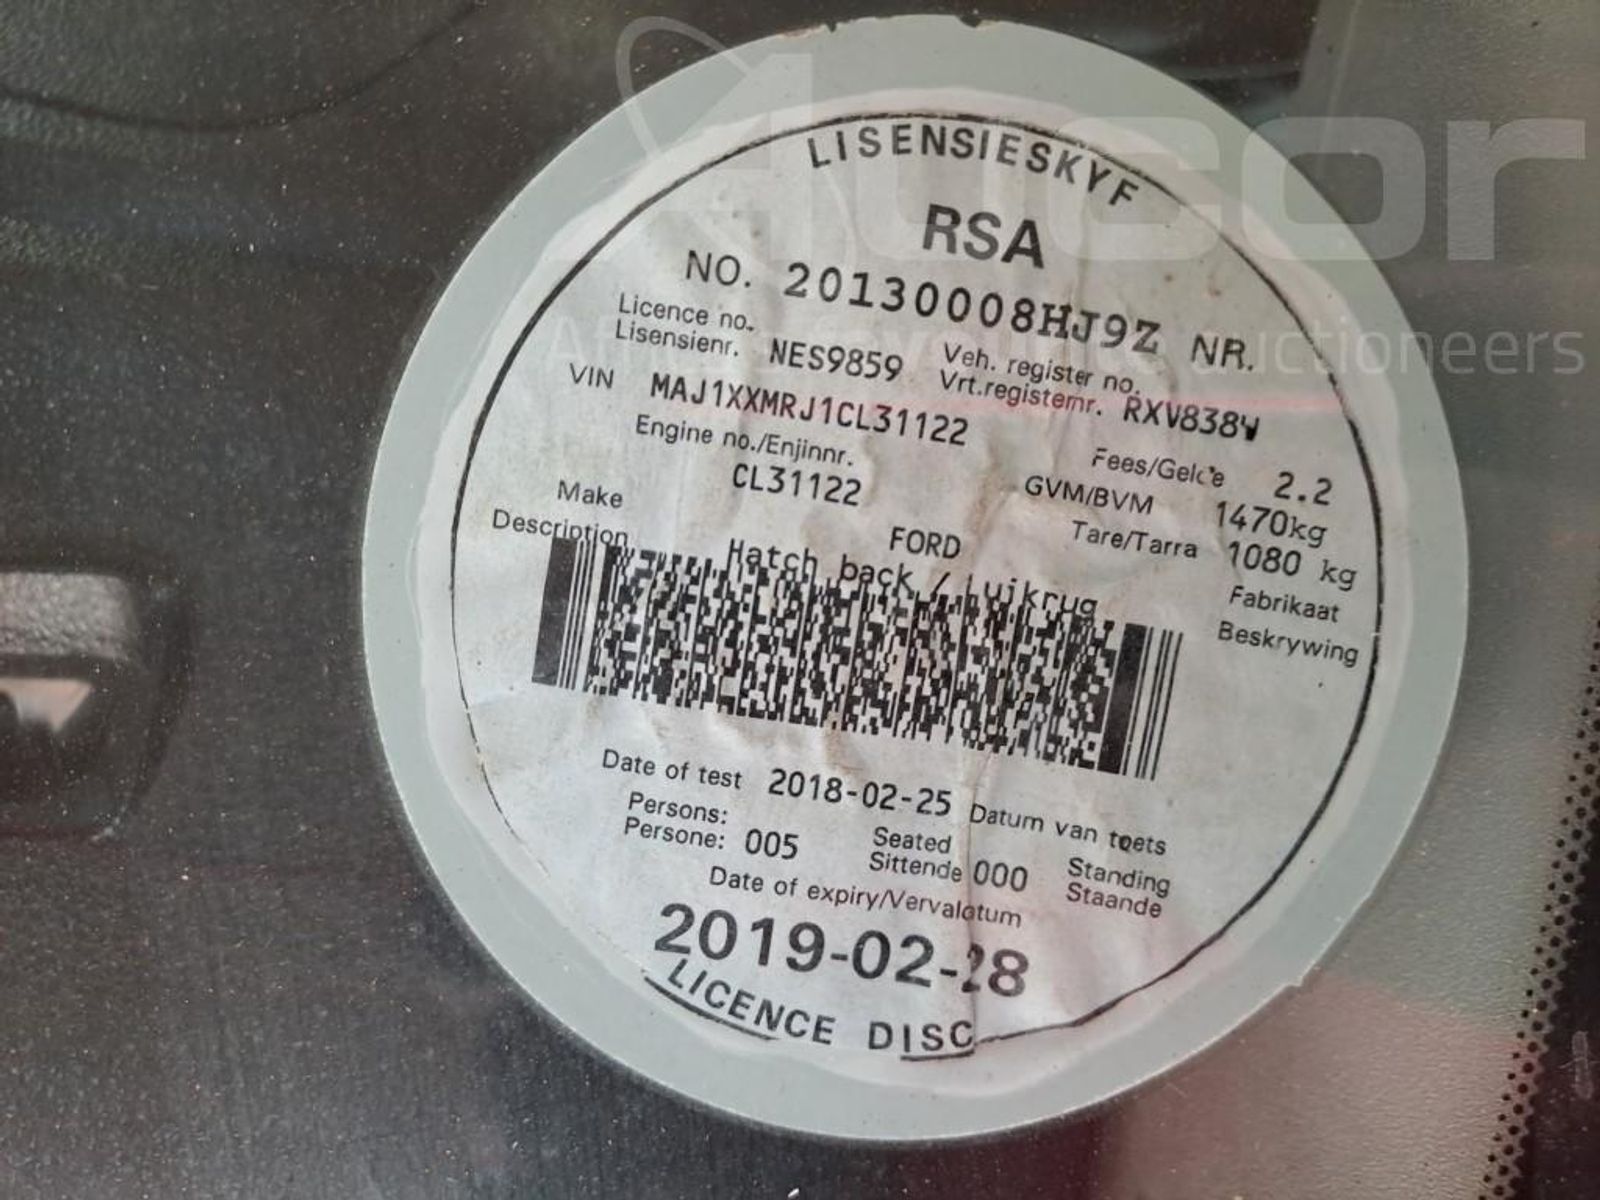 Aucor
LISENSIESKYF
RSA
NO. 20130008HJ9Z NR.
Licence no.
Lisensienr. NES9859 Veh. register no.
Vrt.registernr. RXV838W
VIN MAJ1XXMRJ1CL31122
Engine no./Enjinnr.
CL31122
Fees/Gelde 2.2
GVM/BVM 1470kg
Tare/Tarra 1080 kg
Make FORD Fabrikaat
Description Hatch back / Luikrug Beskrywing
Date of test 2018-02-25 Datum van toets
Persons: Seated Standing
Persone: 005 Sittende 000 Staande
Date of expiry/Vervaldatum
2019-02-28
LICENCE DISC
auctioneers